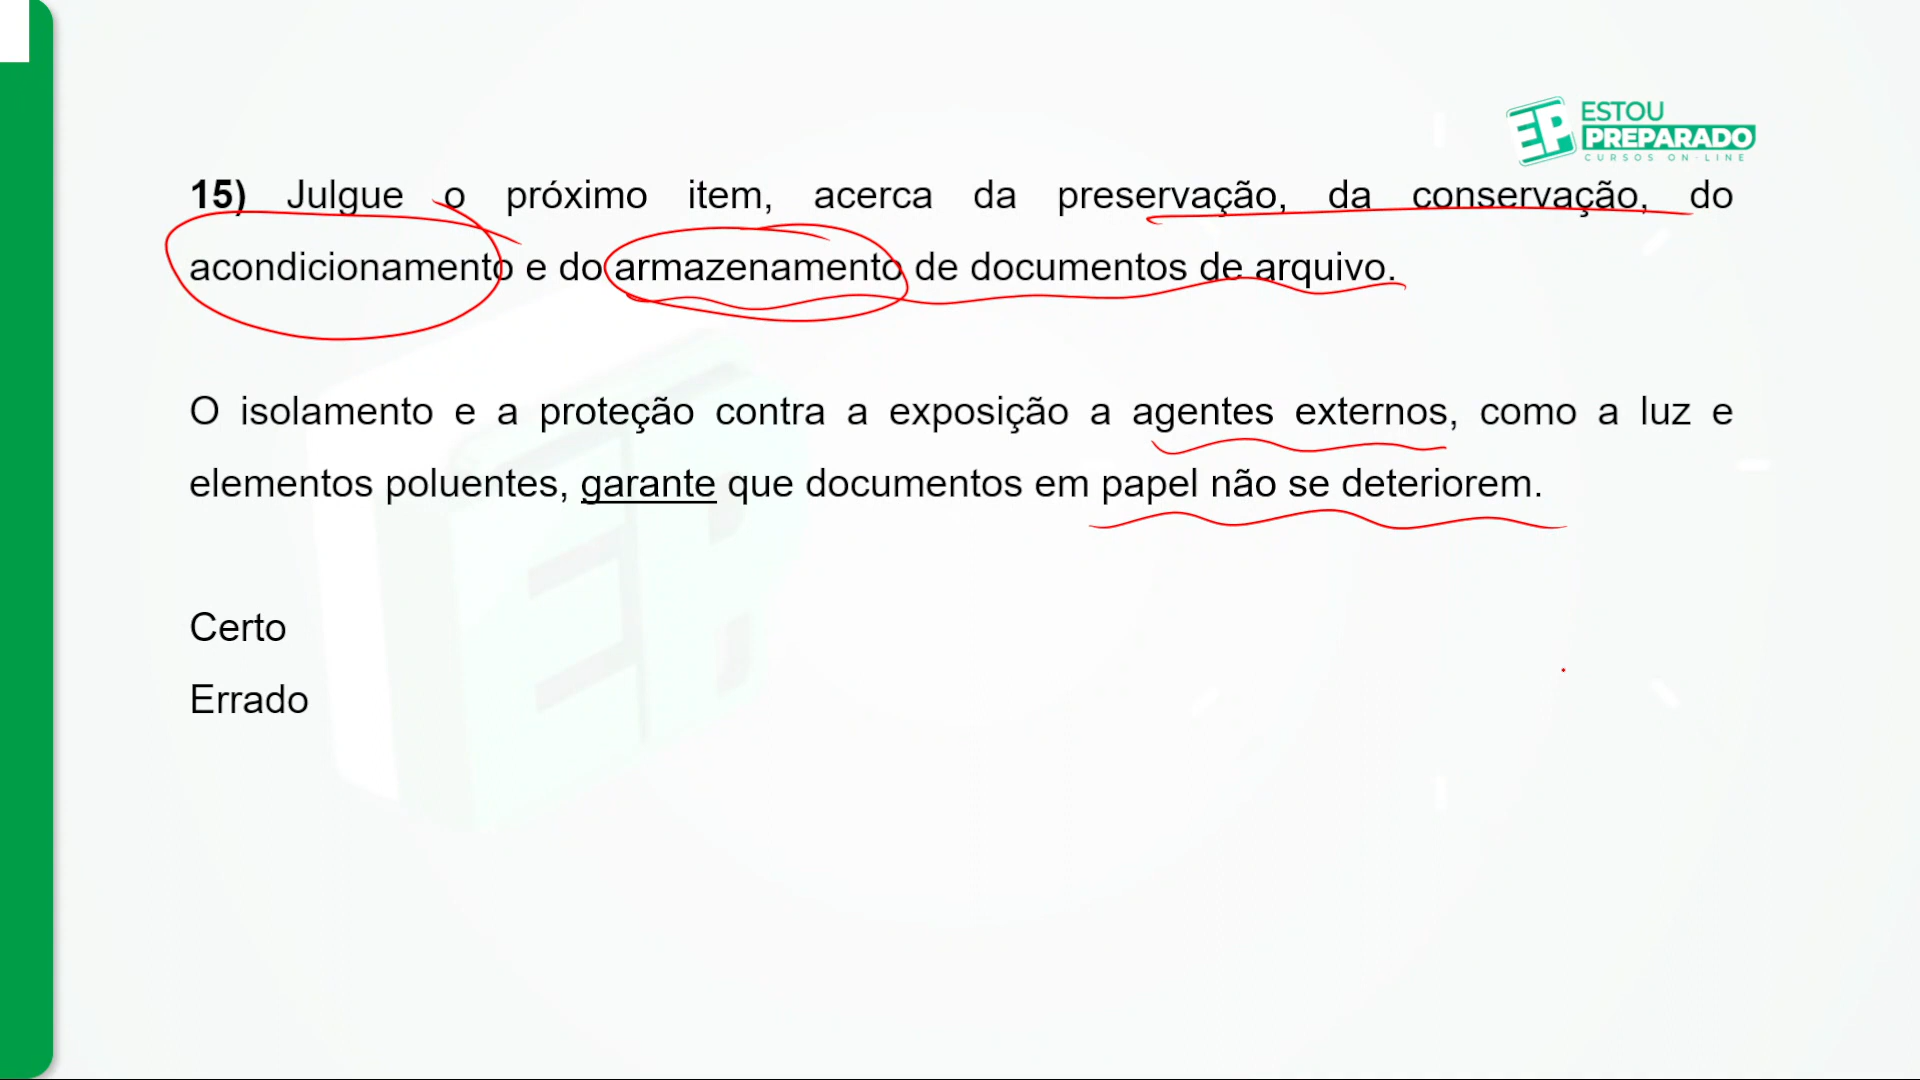 ESTOU
PREPARADO
CURSOS ON-LINE
15) Julgue o próximo item, acerca da preservação, da conservação, do
acondicionamento e do armazenamento de documentos de arquivo.
O isolamento e a proteção contra a exposição a agentes externos, como a luz e
elementos poluentes, garante que documentos em papel não se deteriorem.
Certo
Errado